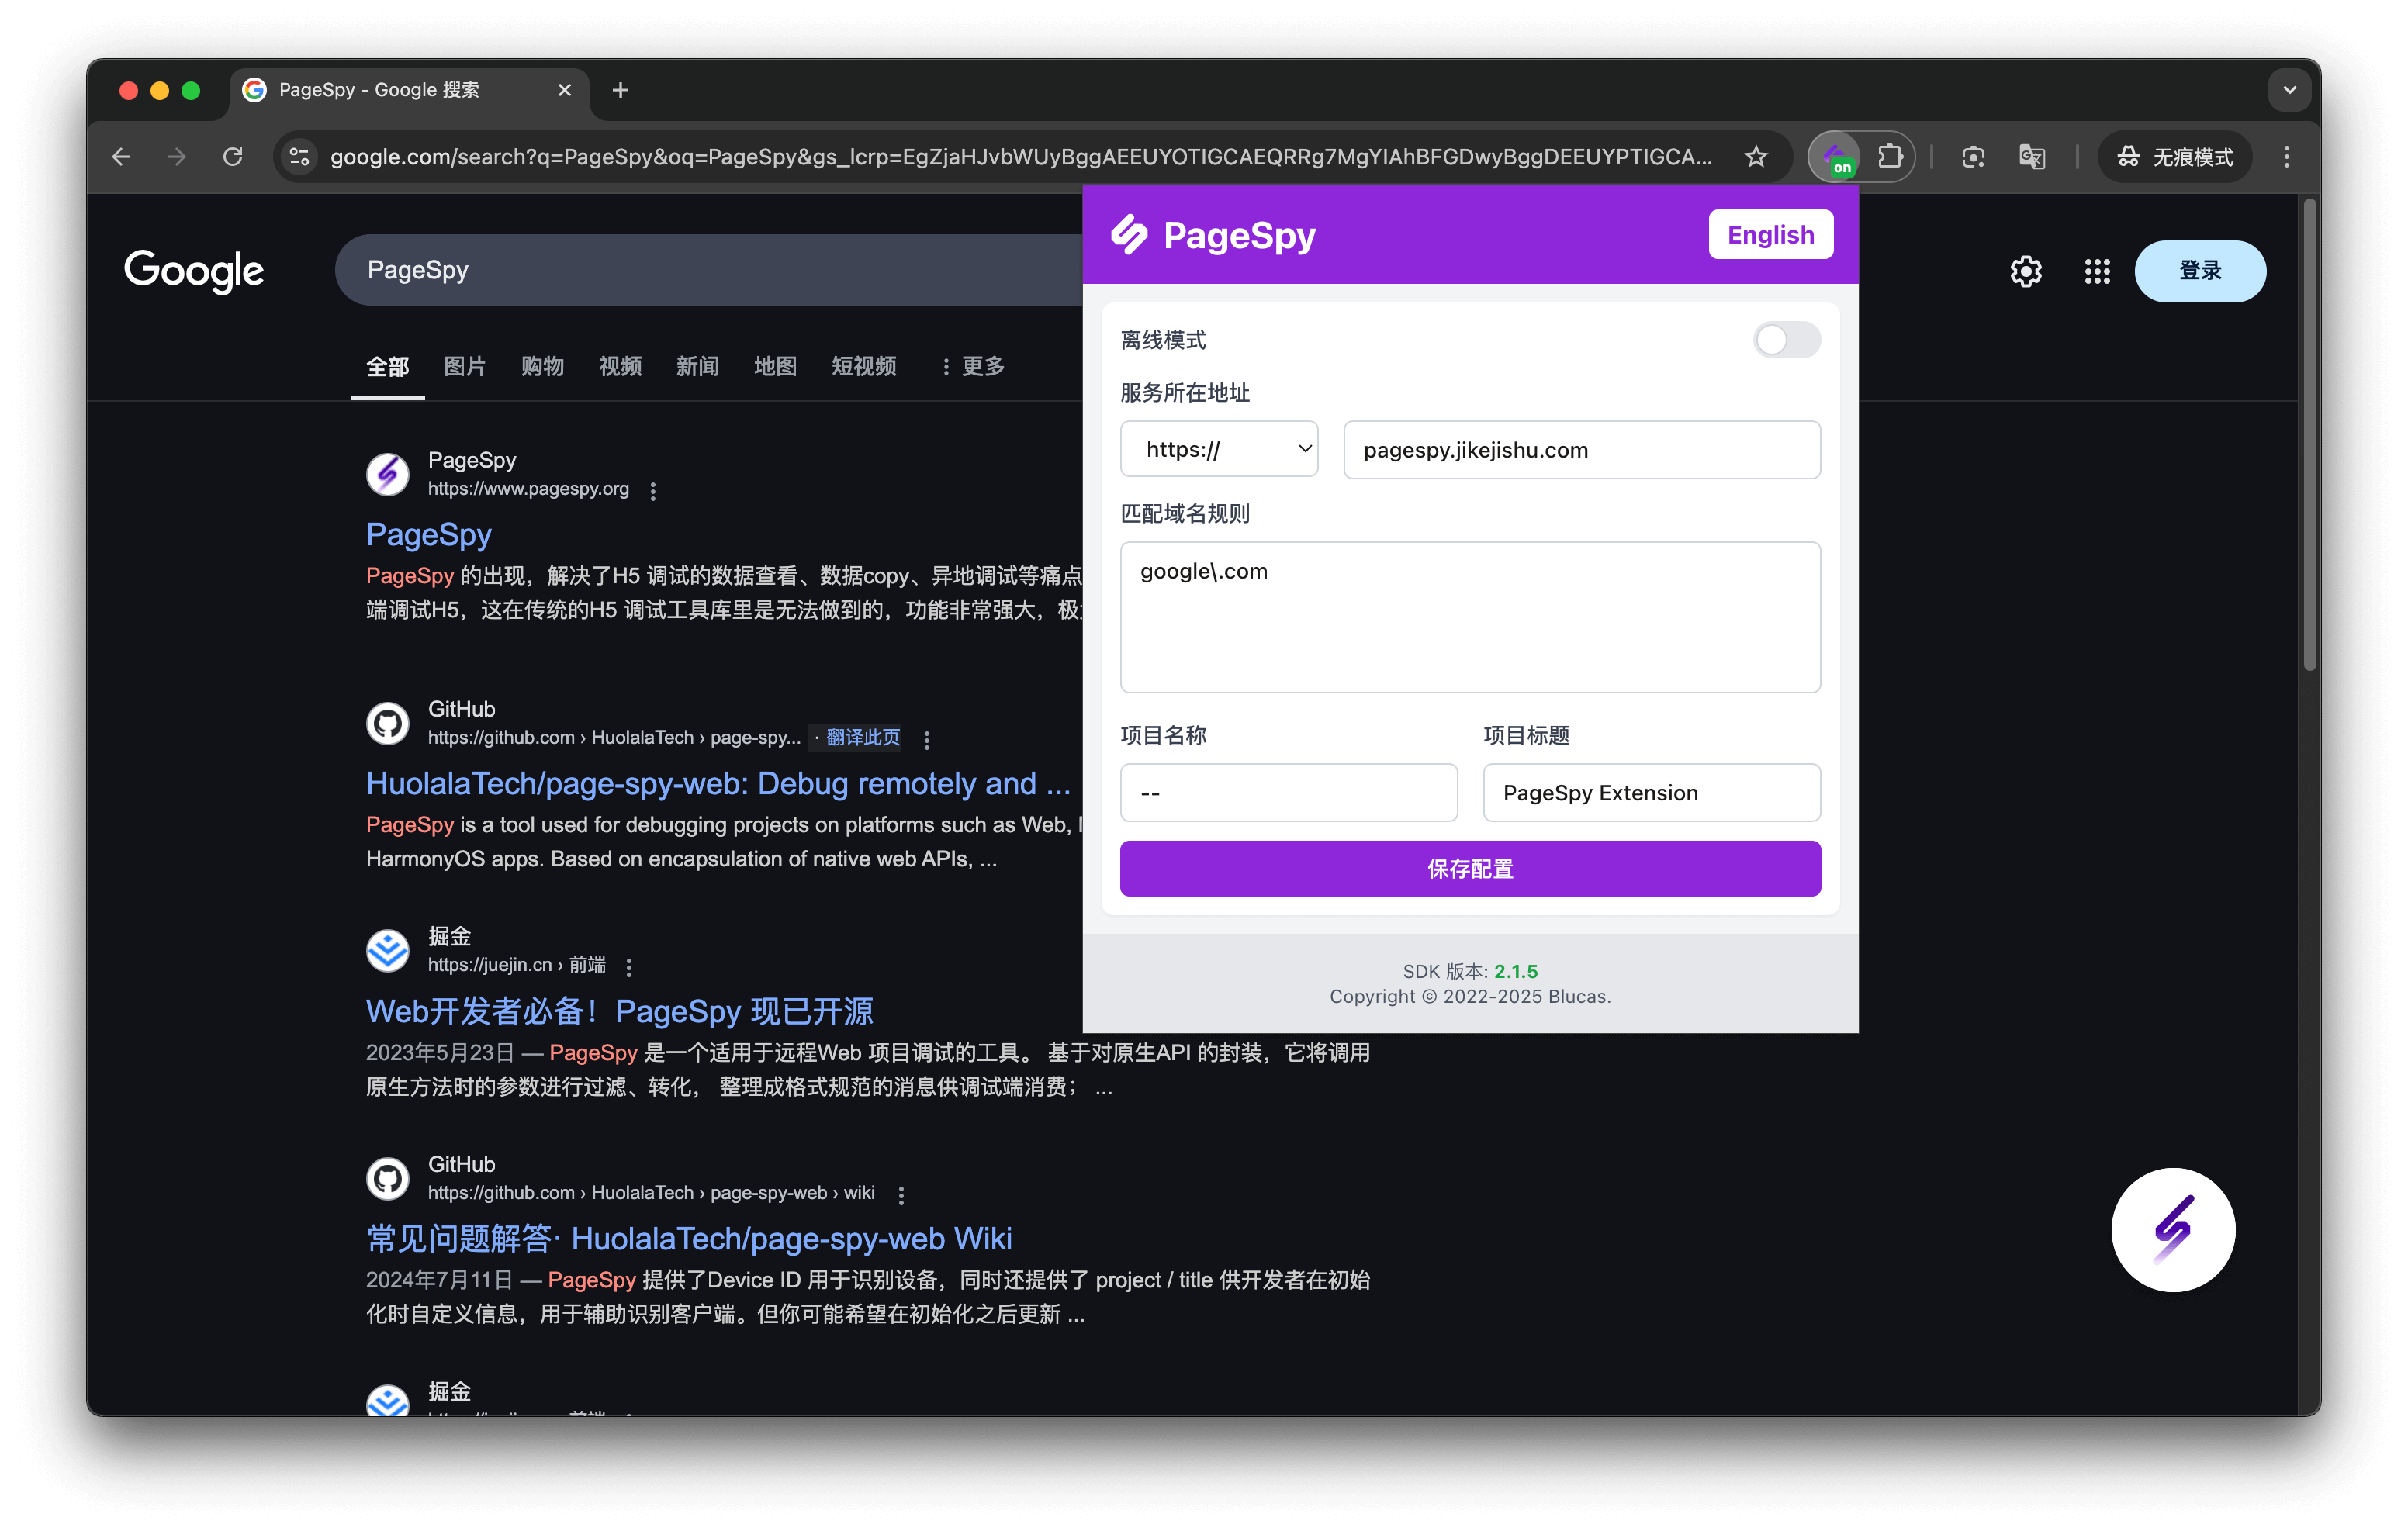 PageSpy - Google 搜索
google.com/search?q=PageSpy&oq=PageSpy&gs_lcrp=EgZjaHJvbWUyBggAEEUYOTIGCAEQRRg7MgYIAhBFGDwyBggDEEUYPTIGCA...
on
无痕模式
Google
PageSpy
登录
全部 图片 购物 视频 新闻 地图 短视频 更多
PageSpy
https://www.pagespy.org
PageSpy
PageSpy 的出现，解决了H5 调试的数据查看、数据copy、异地调试等痛点
端调试H5，这在传统的H5 调试工具库里是无法做到的，功能非常强大，极
GitHub
https://github.com › HuolalaTech › page-spy... · 翻译此页
HuolalaTech/page-spy-web: Debug remotely and ...
PageSpy is a tool used for debugging projects on platforms such as Web,
HarmonyOS apps. Based on encapsulation of native web APIs, ...
掘金
https://juejin.cn › 前端
Web开发者必备！PageSpy 现已开源
2023年5月23日 — PageSpy 是一个适用于远程Web 项目调试的工具。 基于对原生API 的封装，它将调用
原生方法时的参数进行过滤、转化， 整理成格式规范的消息供调试端消费； ...
GitHub
https://github.com › HuolalaTech › page-spy-web › wiki
常见问题解答· HuolalaTech/page-spy-web Wiki
2024年7月11日 — PageSpy 提供了Device ID 用于识别设备，同时还提供了 project / title 供开发者在初始
化时自定义信息，用于辅助识别客户端。但你可能希望在初始化之后更新 ...
掘金
PageSpy
English
离线模式
服务所在地址
https:// pagespy.jikejishu.com
匹配域名规则
google\.com
项目名称 项目标题
-- PageSpy Extension
保存配置
SDK 版本: 2.1.5
Copyright © 2022-2025 Blucas.